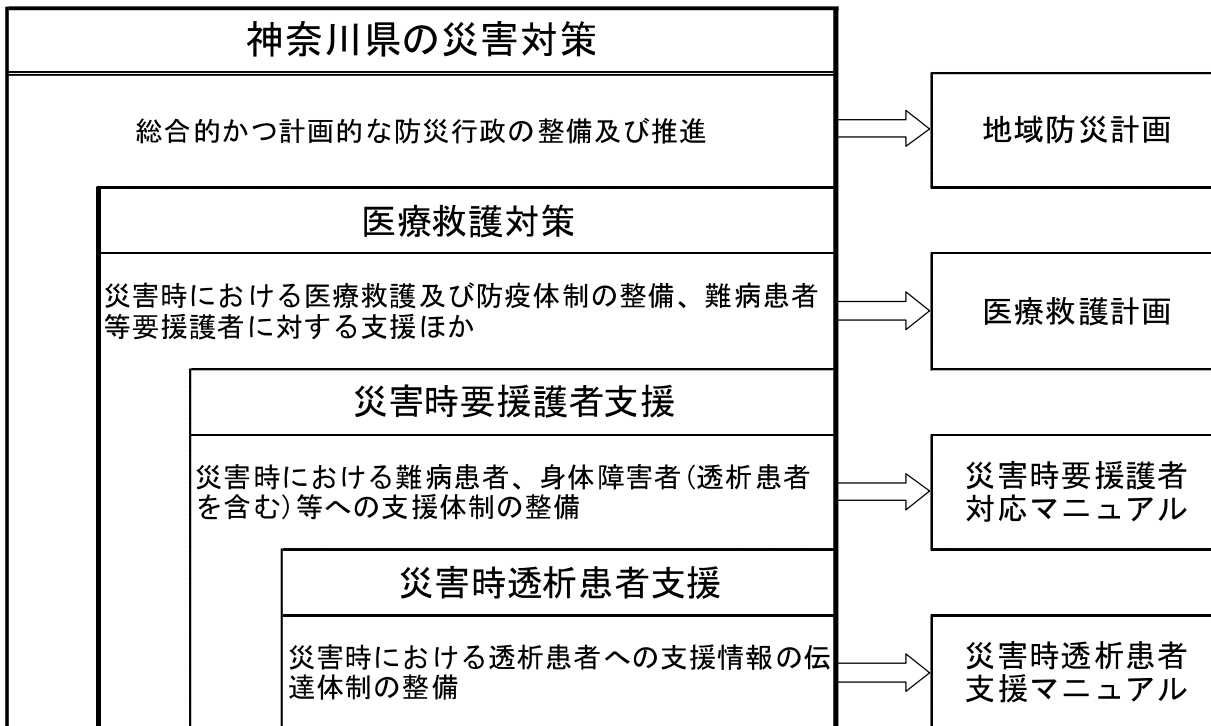 神奈川県の災害対策
総合的かつ計画的な防災行政の整備及び推進
地域防災計画
医療救護対策
災害時における医療救護及び防疫体制の整備、難病患者
等要援護者に対する支援ほか
医療救護計画
災害時要援護者支援
災害時における難病患者、身体障害者(透析患者
を含む)等への支援体制の整備
災害時要援護者
対応マニュアル
災害時透析患者支援
災害時における透析患者への支援情報の伝
達体制の整備
災害時透析患者
支援マニュアル